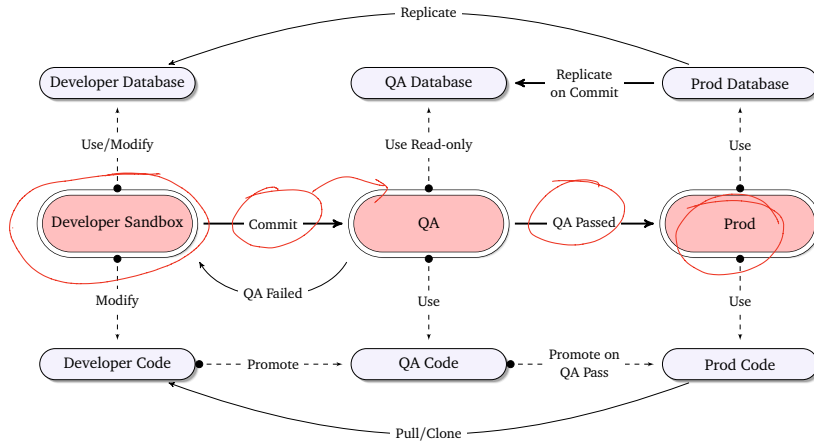 Replicate
Developer Database
QA Database
Replicate
on Commit
Prod Database
Use/Modify
Use Read-only
Use
Developer Sandbox
Commit
QA
QA Passed
Prod
QA Failed
Modify
Use
Use
Developer Code
Promote
QA Code
Promote on
QA Pass
Prod Code
Pull/Clone